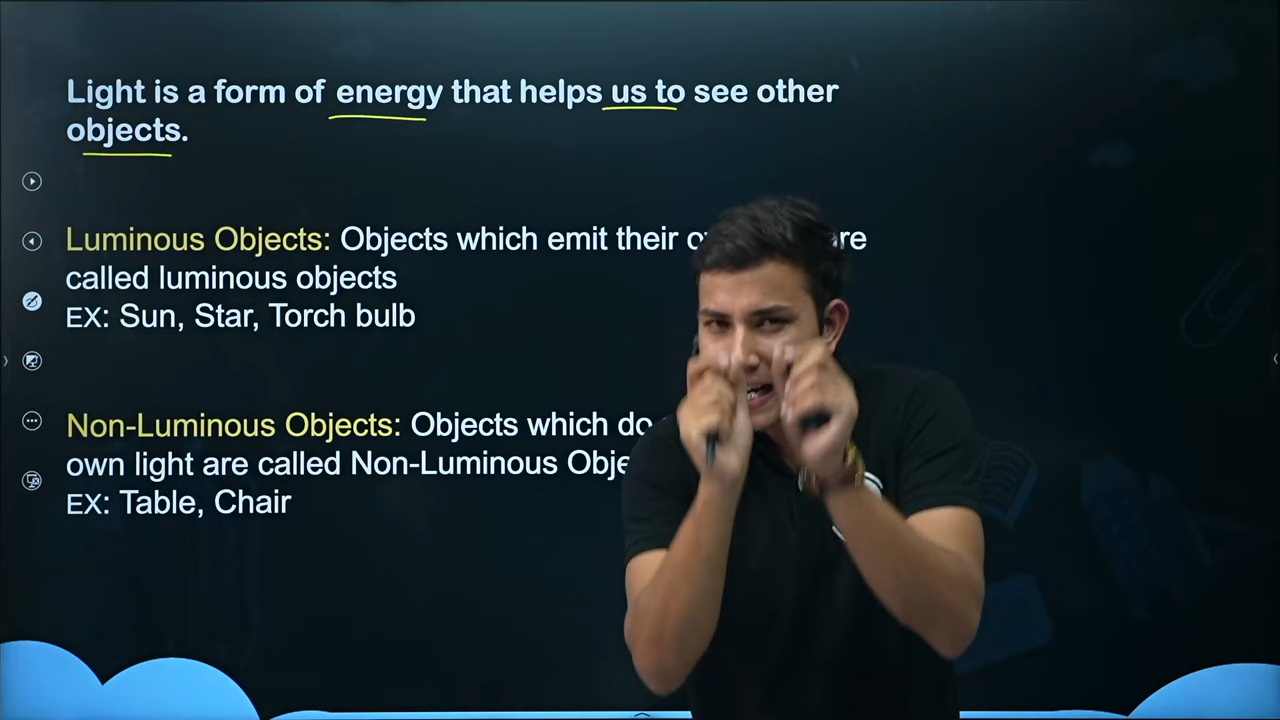 Light is a form of energy that helps us to see other
objects.
Luminous Objects: Objects which emit their
called luminous objects
EX: Sun, Star, Torch bulb
Non-Luminous Objects: Objects which do
own light are called Non-Luminous
EX: Table, Chair